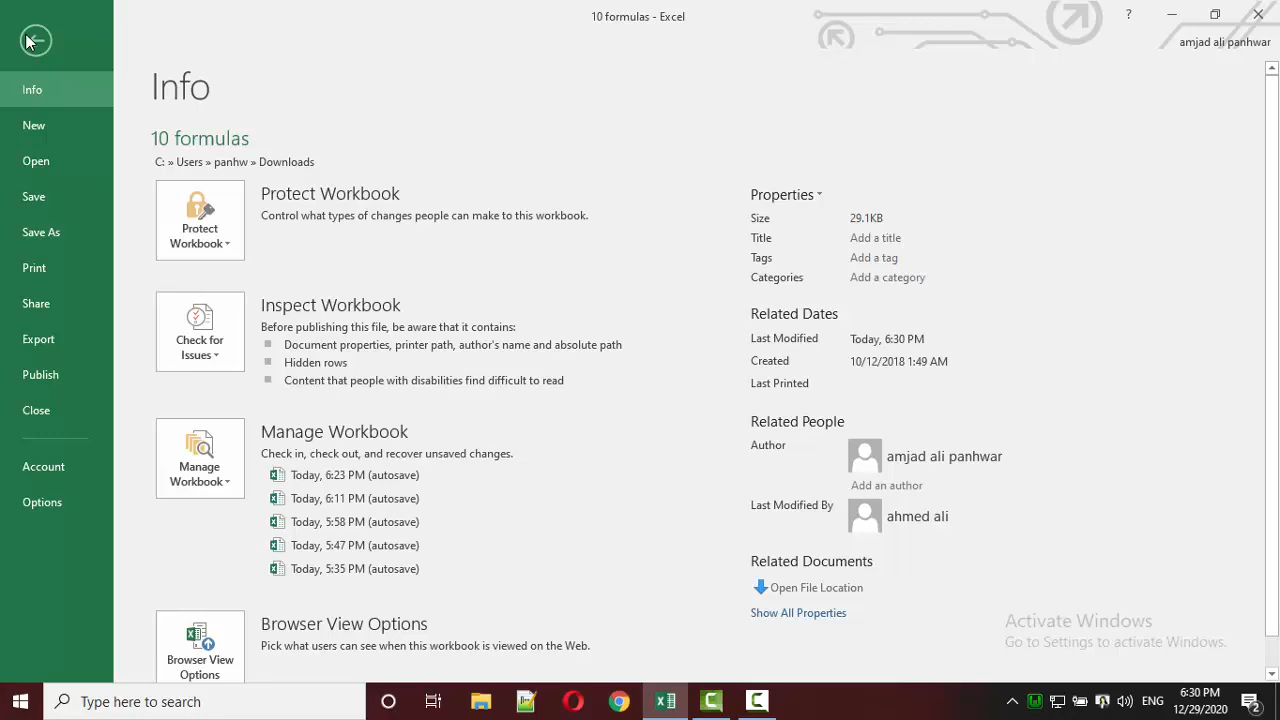 10 formulas - Excel
?
amjad ali panhwar
Info
New
Open
Save
Save As
Print
Share
Export
Publish
Close
Account
Options
Info
10 formulas
C: » Users » panhw » Downloads
Protect Workbook
Protect Workbook
Control what types of changes people can make to this workbook.
Check for Issues
Inspect Workbook
Before publishing this file, be aware that it contains:
Document properties, printer path, author's name and absolute path
Hidden rows
Content that people with disabilities find difficult to read
Manage Workbook
Manage Workbook
Check in, check out, and recover unsaved changes.
Today, 6:23 PM (autosave)
Today, 6:11 PM (autosave)
Today, 5:58 PM (autosave)
Today, 5:47 PM (autosave)
Today, 5:35 PM (autosave)
Browser View Options
Browser View Options
Pick what users can see when this workbook is viewed on the Web.
Properties
Size 29.1KB
Title Add a title
Tags Add a tag
Categories Add a category
Related Dates
Last Modified Today, 6:30 PM
Created 10/12/2018 1:49 AM
Last Printed
Related People
Author amjad ali panhwar
Add an author
Last Modified By ahmed ali
Related Documents
Open File Location
Show All Properties
Activate Windows
Go to Settings to activate Windows.
Type here to search
ENG
6:30 PM
12/29/2020
2